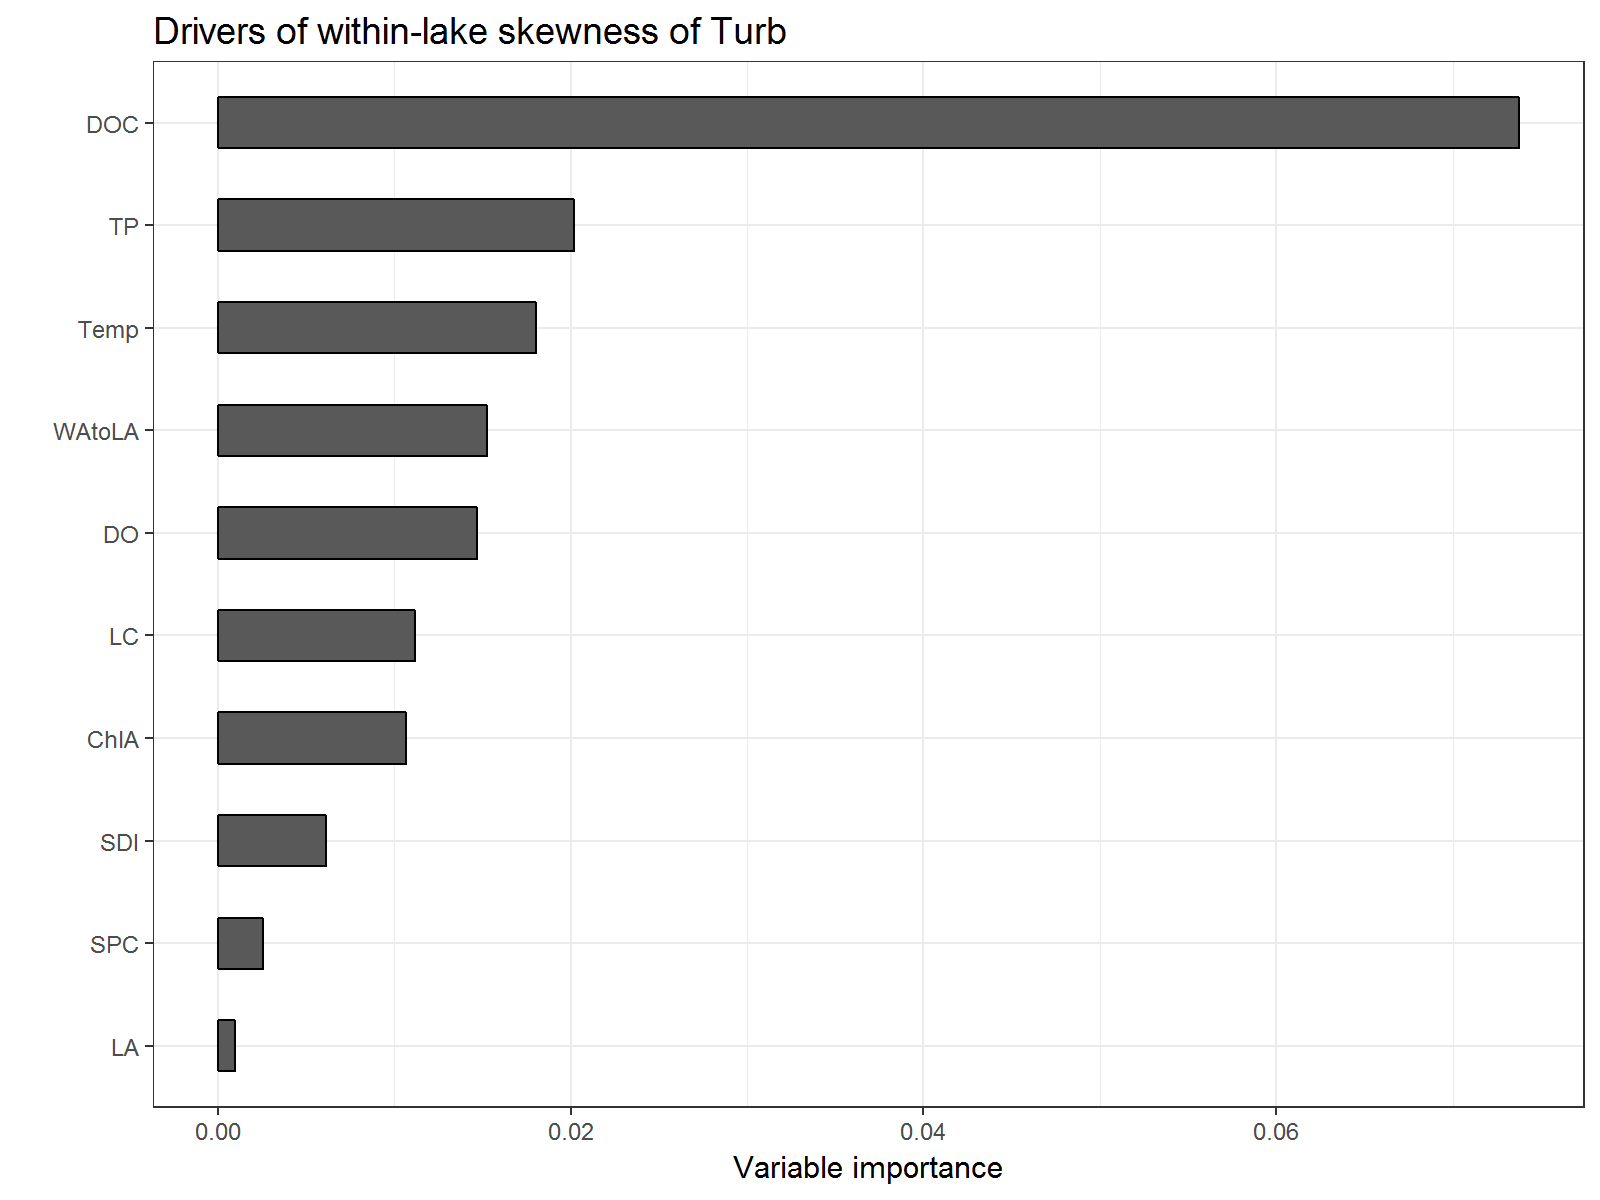 Drivers of within-lake skewness of Turb
DOC
TP
Temp
WAtoLA
DO
LC
ChlA
SDI
SPC
LA
0.00 0.02 0.04 0.06
Variable importance